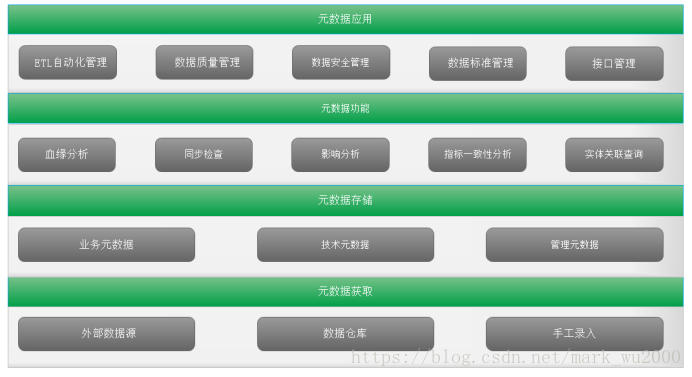 元数据应用
ETL自动化管理 数据质量管理 数据安全管理 数据标准管理 接口管理
元数据功能
血缘分析 同步检查 影响分析 指标一致性分析 实体关联查询
元数据存储
业务元数据 技术元数据 管理元数据
元数据获取
外部数据源 数据仓库 手工录入
https://blog.csdn.net/mark_wu2000